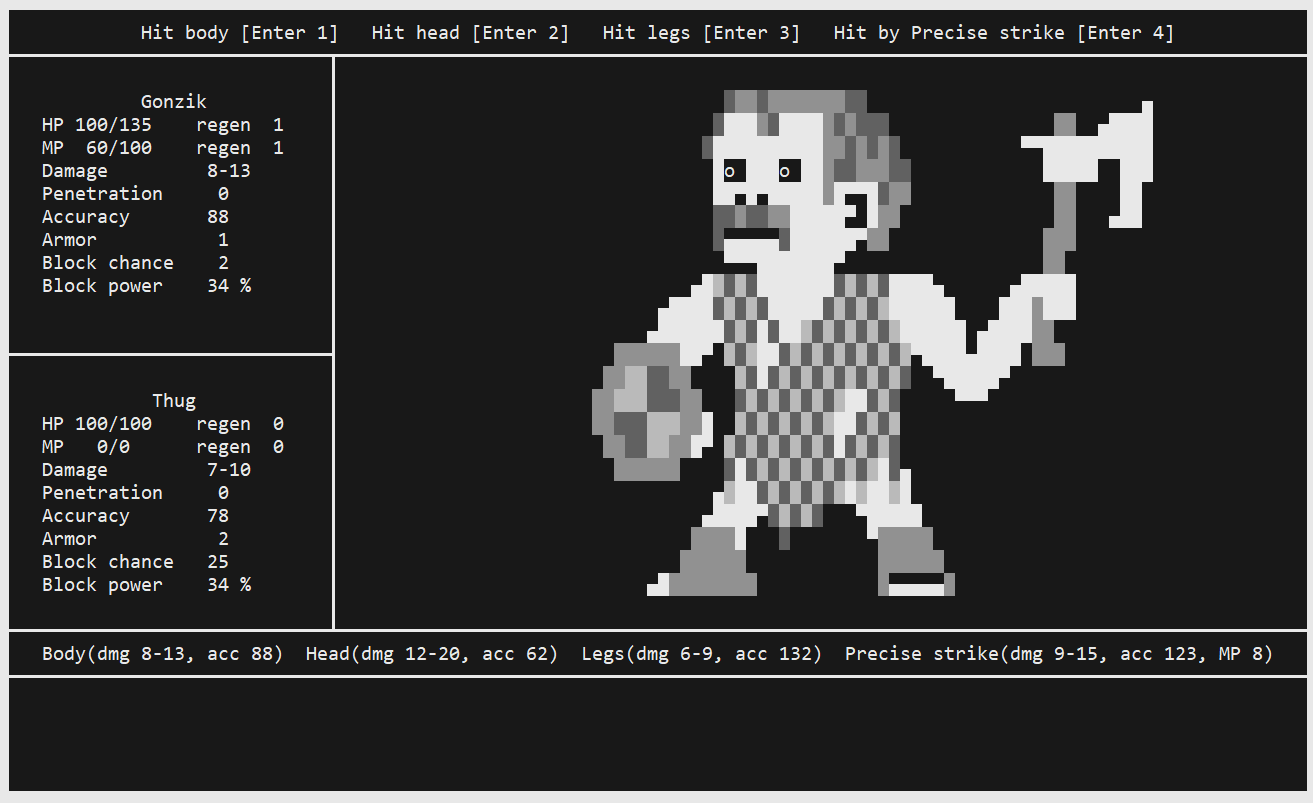 Hit body [Enter 1]   Hit head [Enter 2]   Hit legs [Enter 3]   Hit by Precise strike [Enter 4]
Gonzik
HP 100/135    regen  1
MP  60/100    regen  1
Damage         8-13
Penetration     0
Accuracy       88
Armor           1
Block chance    2
Block power    34 %
Thug
HP 100/100    regen  0
MP   0/0      regen  0
Damage         7-10
Penetration     0
Accuracy       78
Armor           2
Block chance   25
Block power    34 %
Body(dmg 8-13, acc 88)  Head(dmg 12-20, acc 62)  Legs(dmg 6-9, acc 132)  Precise strike(dmg 9-15, acc 123, MP 8)